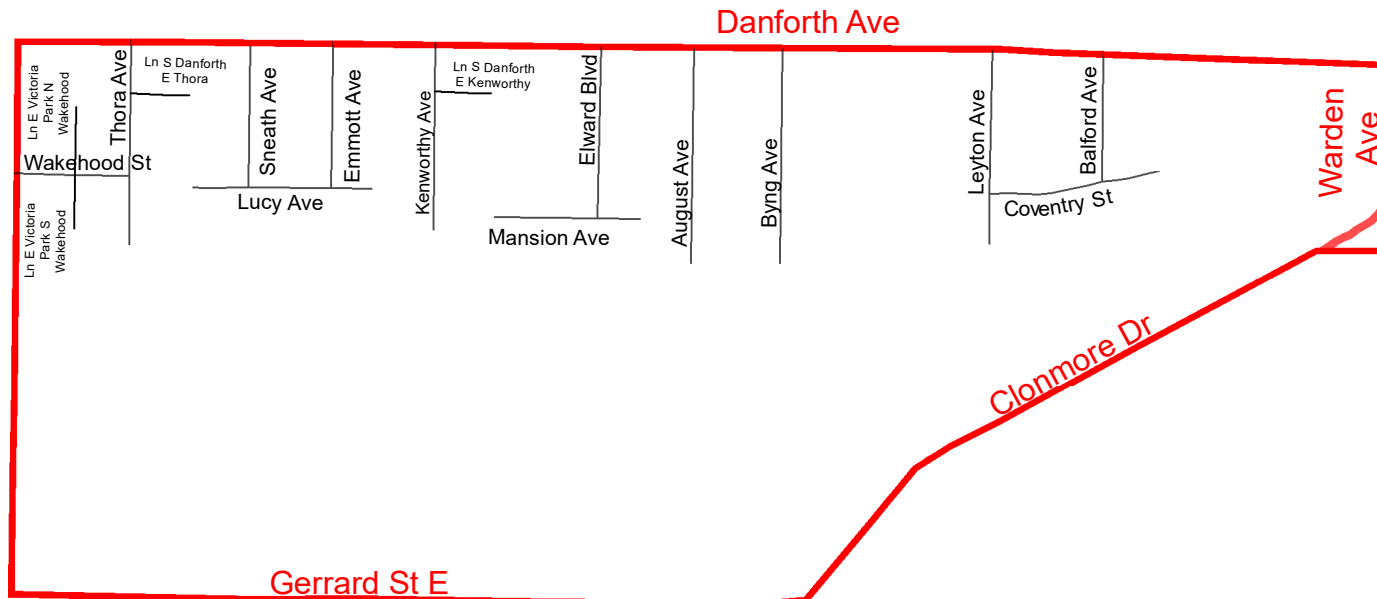 Danforth Ave
Ln E Victoria
Park N
Wakehood
Thora Ave
Ln S Danforth
E Thora
Sneath Ave
Emmott Ave
Kenworthy Ave
Ln S Danforth
E Kenworthy
Elward Blvd
August Ave
Byng Ave
Leyton Ave
Balford Ave
Warden
Ave
Wakehood St
Lucy Ave
Mansion Ave
Coventry St
Ln E Victoria
Park S
Wakehood
Clonmore Dr
Gerrard St E